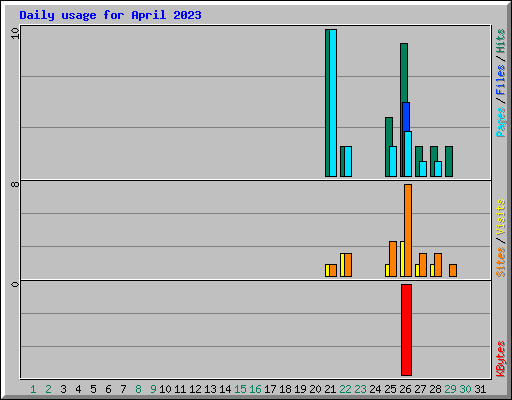 Daily usage for April 2023
10
8
0
Pages / Files / Hits
Sites / Visits
KBytes
1 2 3 4 5 6 7 8 9 10 11 12 13 14 15 16 17 18 19 20 21 22 23 24 25 26 27 28 29 30 31